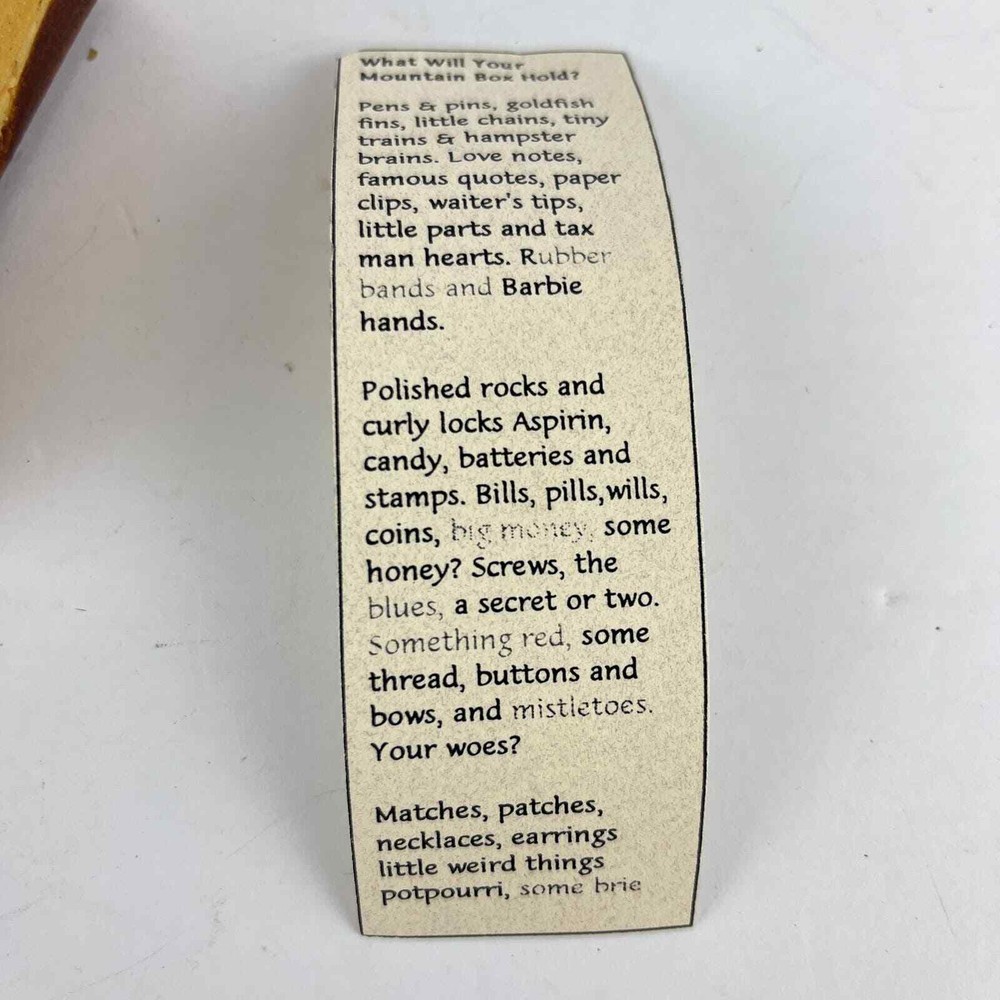 What Will Your
Mountain Box Hold?
Pens & pins, goldfish
fins, little chains, tiny
trains & hampster
brains. Love notes,
famous quotes, paper
clips, waiter's tips,
little parts and tax
man hearts. Rubber
bands and Barbie
hands.
Polished rocks and
curly locks Aspirin,
candy, batteries and
stamps. Bills, pills,wills,
coins, big money, some
honey? Screws, the
blues, a secret or two.
Something red, some
thread, buttons and
bows, and mistletoes.
Your woes?
Matches, patches,
necklaces, earrings
little weird things
potpourri, some brie